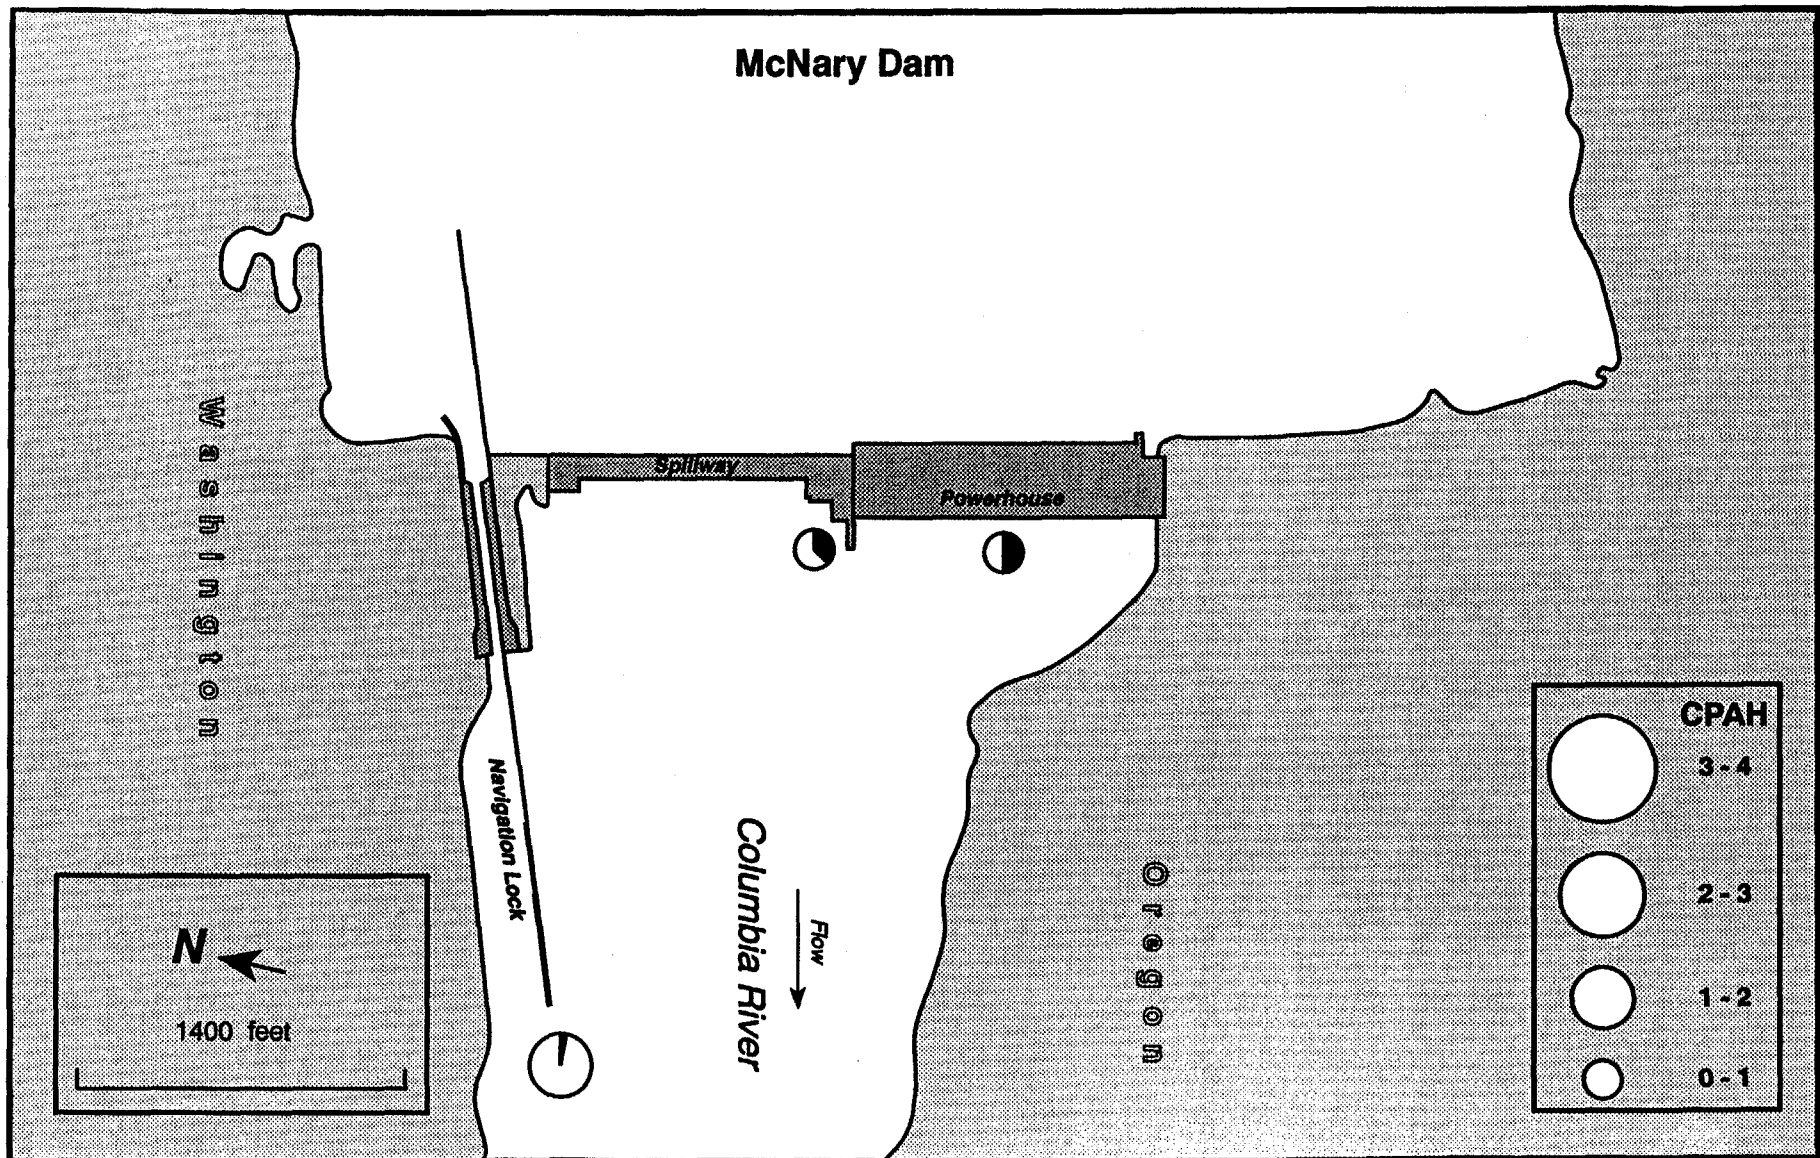 McNary Dam
Spillway
Powerhouse
Washington
Navigation Lock
Columbia River
Flow
Oregon
N
1400 feet
CPAH
3 - 4
2 - 3
1 - 2
0 - 1